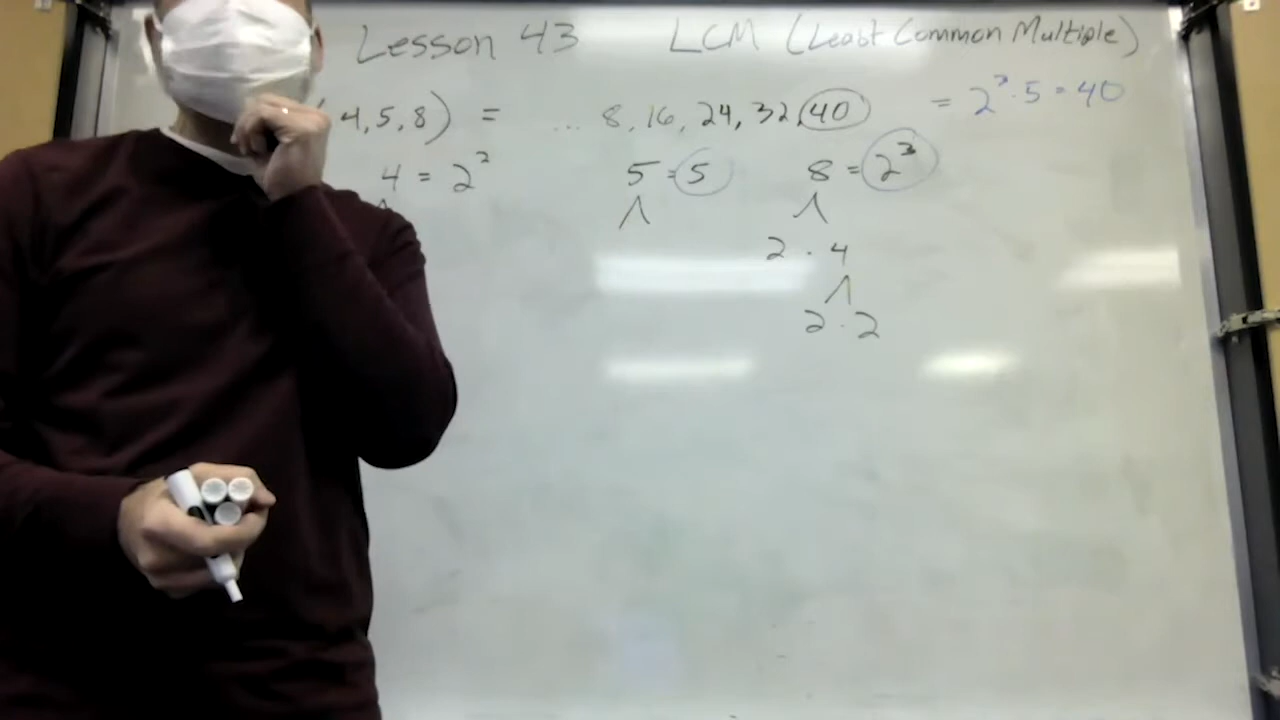 Lesson 43 LCM (Least Common Multiple)
4, 5, 8) = ... 8, 16, 24, 32, 40 = 2³ · 5 = 40
4 = 2² 5 = 5 8 = 2³
2 · 4
2 · 2